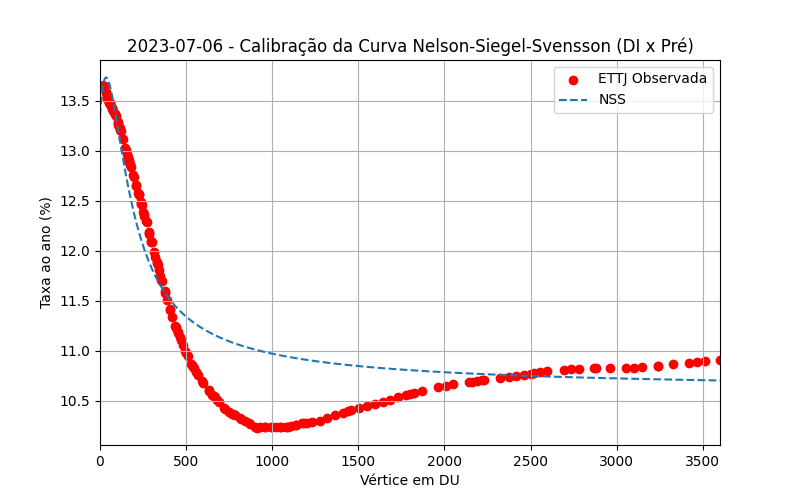 2023-07-06 - Calibração da Curva Nelson-Siegel-Svensson (DI x Pré)
ETTJ Observada
NSS
13.5
13.0
12.5
12.0
11.5
11.0
10.5
Taxa ao ano (%)
0 500 1000 1500 2000 2500 3000 3500
Vértice em DU